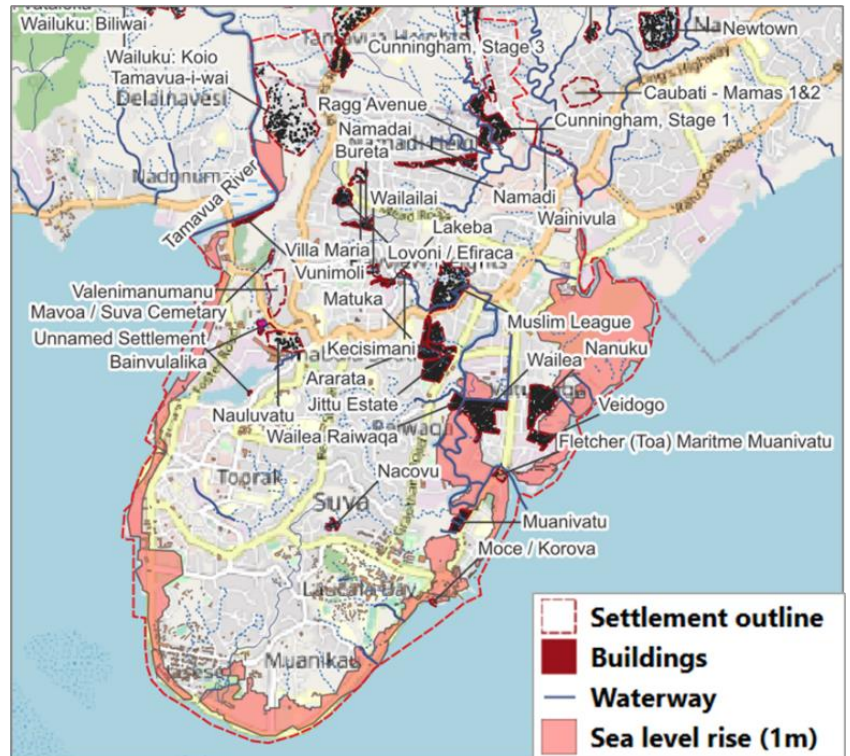 Wailuku: Biliwai
Newtown
Cunningham, Stage 3
Wailuku: Koio
Tamavua-i-wai
Delainavesi
Ragg Avenue
Caubati - Mamas 1&2
Cunningham, Stage 1
Namadai
Bureta
Wailailai
Namadi
Wainivula
Tamavua River
Lakeba
Villa Maria
Lovoni / Efiraca
Vunimoli
Valenimanumanu
Mavoa / Suva Cemetary
Matuka
Muslim League
Unnamed Settlement
Kecisimani
Wailea
Nanuku
Bainvulalika
Ararata
Jittu Estate
Veidogo
Nauluvatu
Wailea Raiwaqa
Raiwaqa
Fletcher (Toa) Maritme Muanivatu
Toorak
Nacovu
Suva
Muanivatu
Moce / Korova
Laucala Bay
Muanikau
Settlement outline
Buildings
Waterway
Sea level rise (1m)